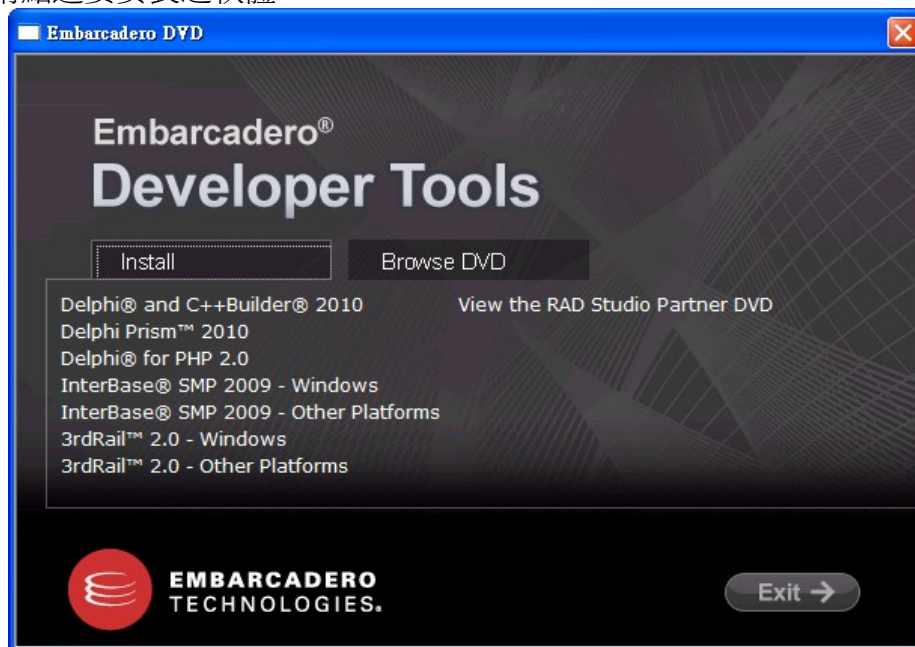 Embarcadero DVD
Embarcadero®
Developer Tools
Install
Browse DVD
Delphi® and C++Builder® 2010
View the RAD Studio Partner DVD
Delphi Prism™ 2010
Delphi® for PHP 2.0
InterBase® SMP 2009 - Windows
InterBase® SMP 2009 - Other Platforms
3rdRail™ 2.0 - Windows
3rdRail™ 2.0 - Other Platforms
EMBARCADERO
TECHNOLOGIES.
Exit